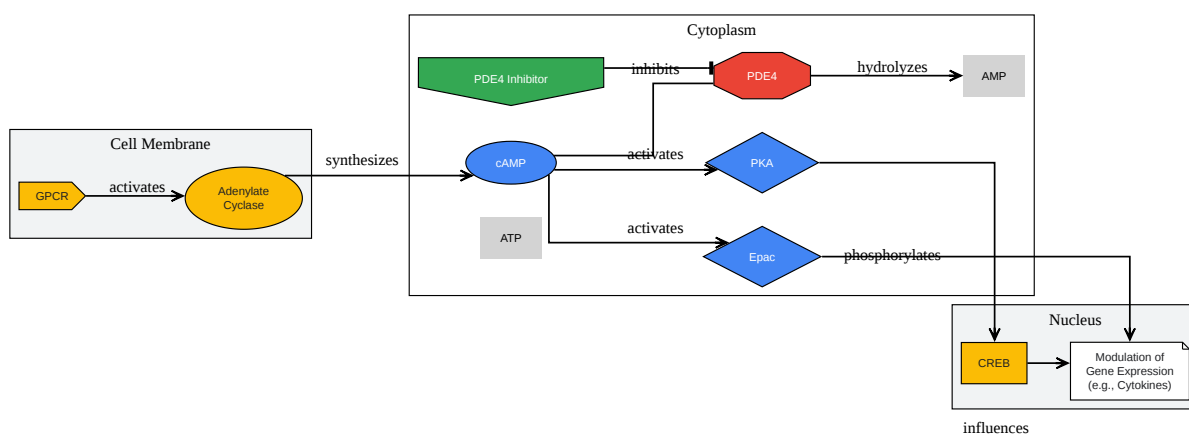 Cytoplasm
PDE4 Inhibitor
inhibits
PDE4
hydrolyzes
AMP
Cell Membrane
GPCR
activates
Adenylate
Cyclase
synthesizes
cAMP
activates
PKA
ATP
activates
Epac
phosphorylates
Nucleus
CREB
Modulation of
Gene Expression
(e.g., Cytokines)
influences